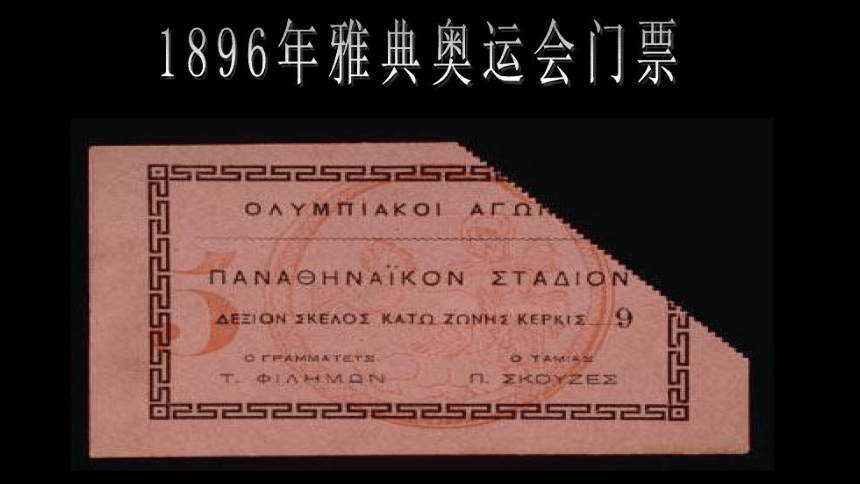 1896年雅典奥运会门票
ΟΛΥΜΠΙΑΚΟΙ
5
ΠΑΝΑΘΗΝΑΪΚΟΝ ΣΤΑΔΙΟΝ
ΔΕΞΙΟΝ ΣΚΕΛΟΣ ΚΑΤΩ ΖΩΝΗΣ ΚΕΡΚΙΣ 9
Ο ΓΡΑΜΜΑΤΕΥΣ Ο ΤΑΜΙΑΣ
Τ. ΦΙΛΗΜΩΝ Π. ΣΚΟΥΖΕΣ